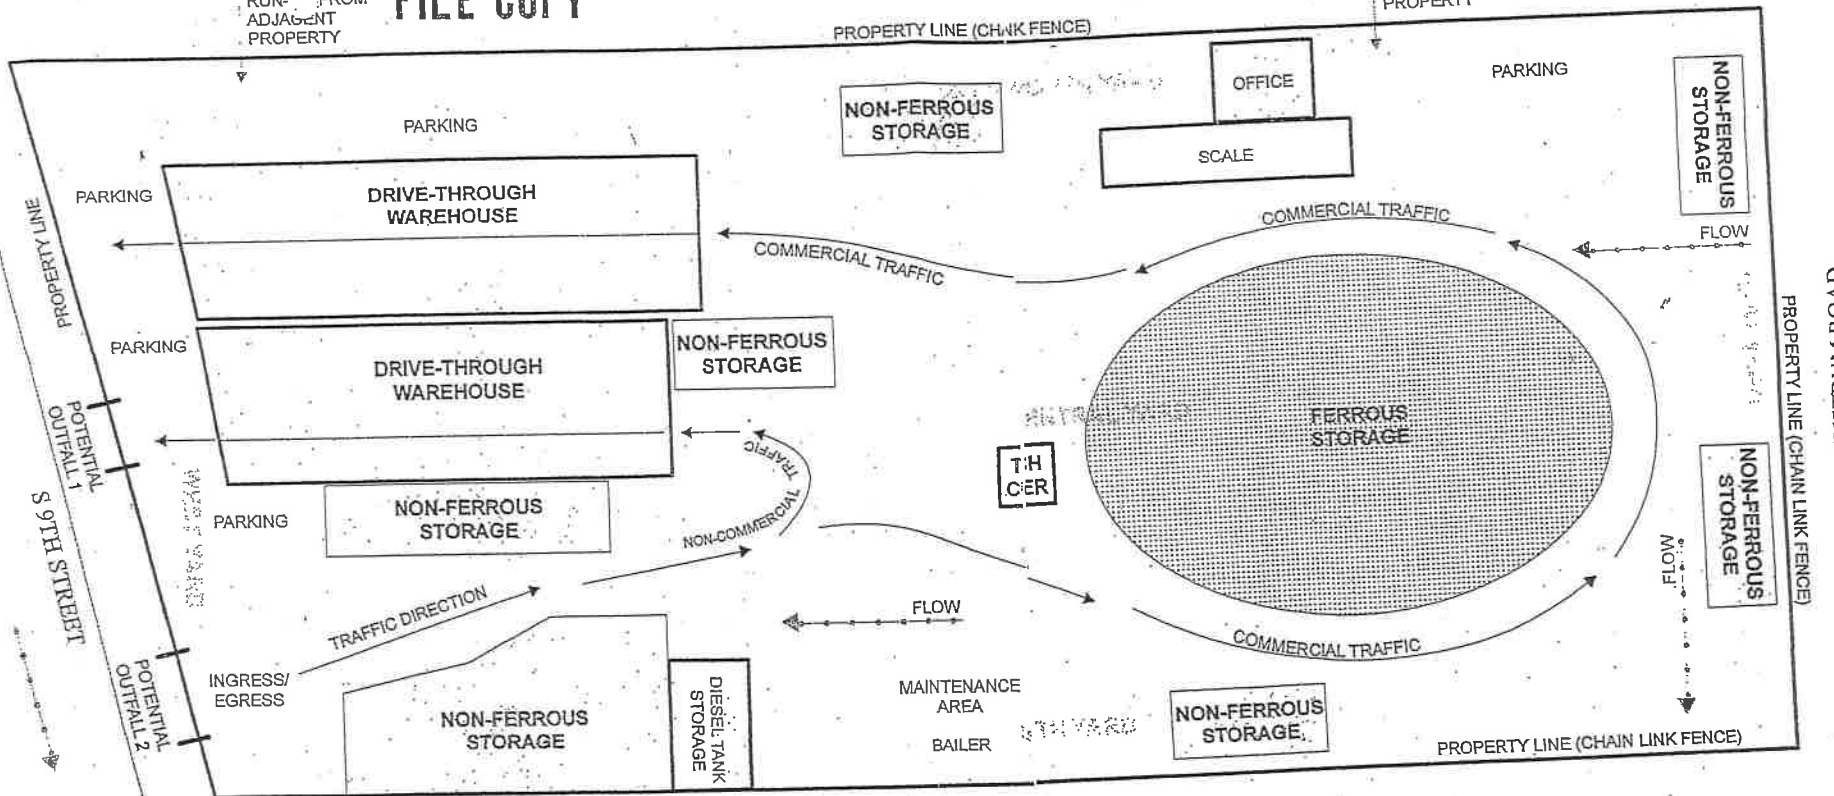 FILE COPY
ADJACENT
PROPERTY
PROPERTY
PROPERTY LINE (CHAIN LINK FENCE)
OFFICE
PARKING
NON-FERROUS
STORAGE
NON-FERROUS
STORAGE
PARKING
SCALE
PARKING
DRIVE-THROUGH
WAREHOUSE
COMMERCIAL TRAFFIC
FLOW
COMMERCIAL TRAFFIC
PROPERTY LINE
PARKING
DRIVE-THROUGH
WAREHOUSE
NON-FERROUS
STORAGE
FERROUS
STORAGE
PROPERTY LINE (CHAIN LINK FENCE)
POTENTIAL
OUTFALL 1
S 9TH STREET
PARKING
NON-FERROUS
STORAGE
NON-COMMERCIAL TRAFFIC
NON-FERROUS
STORAGE
FLOW
TRAFFIC DIRECTION
FLOW
COMMERCIAL TRAFFIC
POTENTIAL
OUTFALL 2
INGRESS/
EGRESS
NON-FERROUS
STORAGE
DIESEL TANK
STORAGE
MAINTENANCE
AREA
BAILER
NON-FERROUS
STORAGE
PROPERTY LINE (CHAIN LINK FENCE)